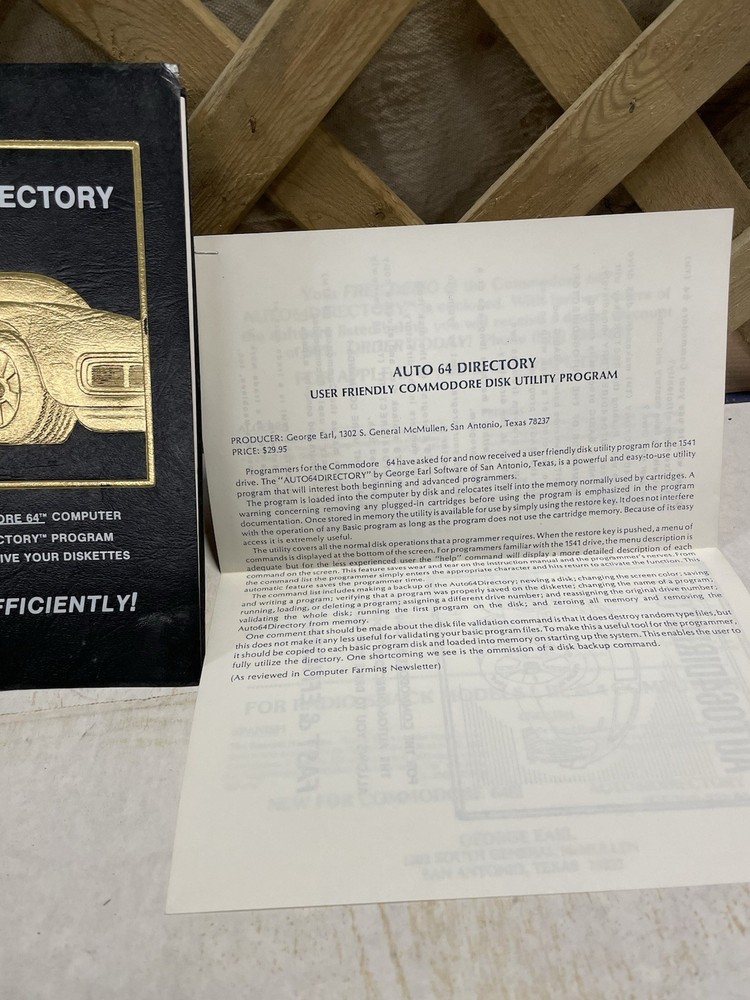 ECTORY
ORE 64™ COMPUTER
CTORY™ PROGRAM
IVE YOUR DISKETTES
FFICIENTLY!
AUTO 64 DIRECTORY
USER FRIENDLY COMMODORE DISK UTILITY PROGRAM
PRODUCER: George Earl, 1302 S. General McMullen, San Antonio, Texas 78237
PRICE: $29.95
Programmers for the Commodore 64 have asked for and now received a user friendly disk utility program for the 1541
drive. The "AUTO64DIRECTORY" by George Earl Software of San Antonio, Texas, is a powerful and easy-to-use utility
program that will interest both beginning and advanced programmers.
The program is loaded into the computer by disk and relocates itself into the memory normally used by cartridges. A
warning concerning removing any plugged-in cartridges before using the program is emphasized in the program
documentation. Once stored in memory the utility is available for use by simply using the restore key. It does not interfere
with the operation of any Basic program as long as the program does not use the cartridge memory. Because of its easy
access it is extremely useful.
The utility covers all the normal disk operations that a programmer requires. When the restore key is pushed, a menu of
commands is displayed at the bottom of the screen. For programmers familiar with the 1541 drive, the menu description is
adequate but for the less experienced user the "help" command will display a more detailed description of each
command on the screen. This feature saves wear and tear on the instruction manual and the programmer's nerves. From
the command list the programmer simply enters the appropriate character and hits return to activate the function. This
automatic feature saves the programmer time.
The command list includes making a backup of the Auto64Directory; newing a disk; changing the screen color; saving
and writing a program; verifying that a program was properly saved on the diskette; changing the name of a program;
running, loading, or deleting a program; assigning a different drive number; and reassigning the original drive number;
validating the whole disk; running the first program on the disk; and zeroing all memory and removing the
Auto64Directory from memory.
One comment that should be made about the disk file validation command is that it does destroy random type files, but
this does not make it any less useful for validating your basic program files. To make this a useful tool for the programmer,
it should be copied to each basic program disk and loaded into memory on starting up the system. This enables the user to
fully utilize the directory. One shortcoming we see is the ommission of a disk backup command.
(As reviewed in Computer Farming Newsletter)